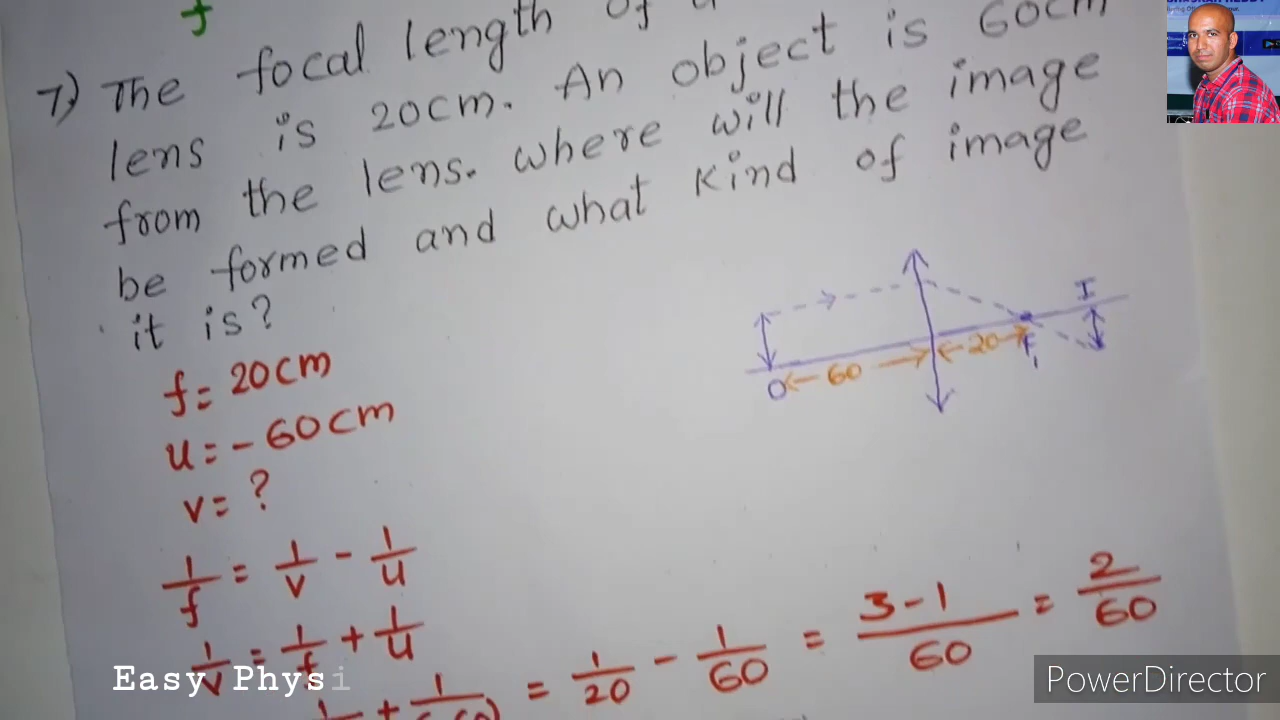 f
7) The focal length of a
lens is 20cm. An object is 60cm
from the lens. where will the image
be formed and what kind of image
it is?
f = 20cm
u = - 60cm
v = ?
1/f = 1/v - 1/u
1/v = 1/f + 1/u
= 1/20 - 1/60 = 3-1/60 = 2/60
O
60
20
F1
I
Easy Physi
PowerDirector